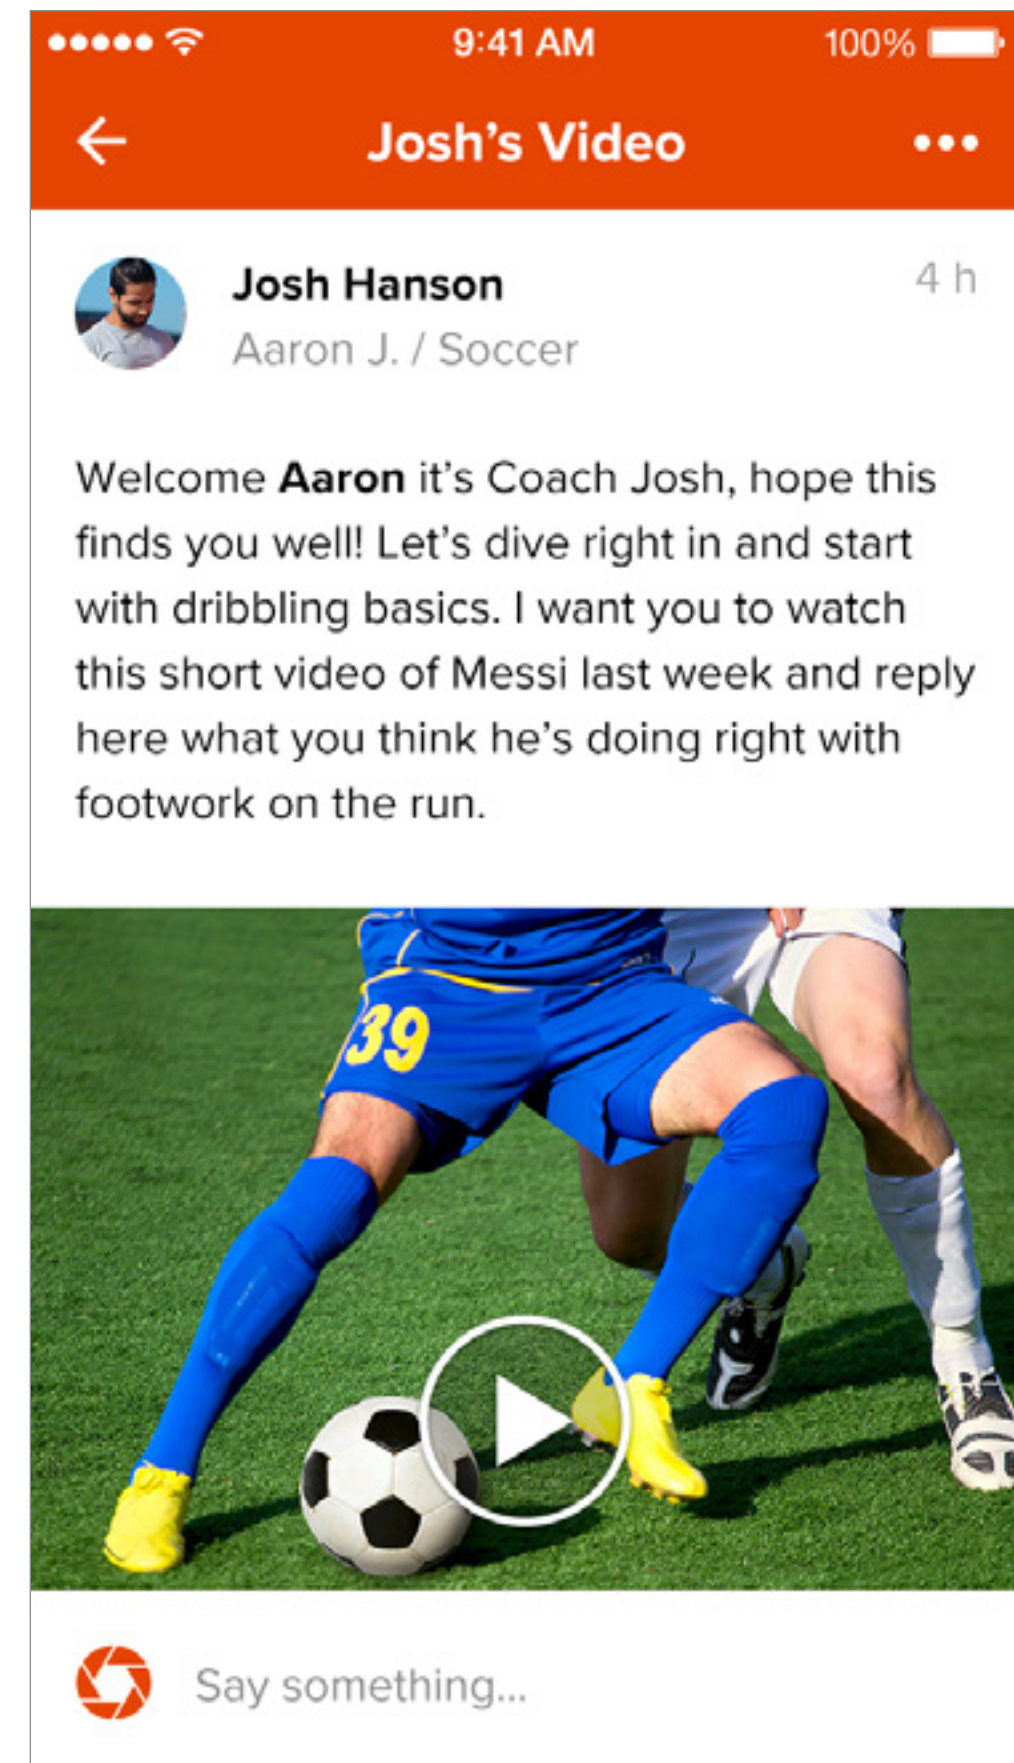 9:41 AM
100%
Josh's Video
Josh Hanson
4 h
Aaron J. / Soccer
Welcome Aaron it's Coach Josh, hope this
finds you well! Let's dive right in and start
with dribbling basics. I want you to watch
this short video of Messi last week and reply
here what you think he's doing right with
footwork on the run.
39
Say something...